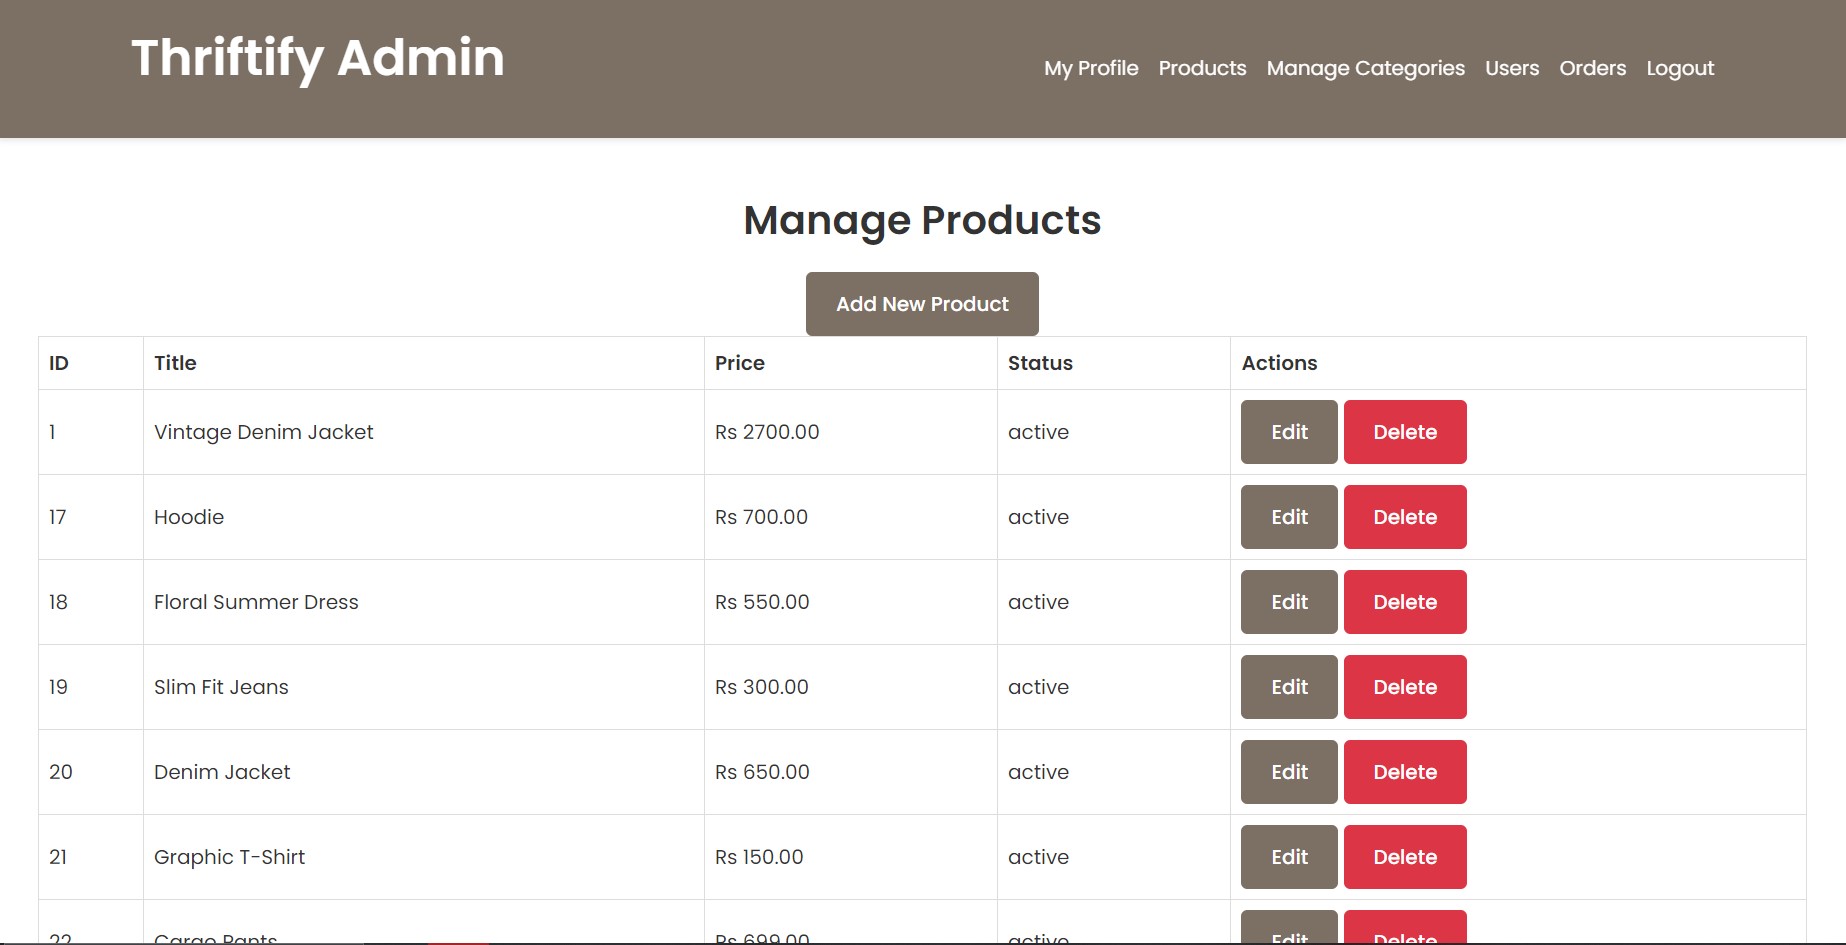 Thriftify Admin
My Profile Products Manage Categories Users Orders Logout
Manage Products
Add New Product
ID Title Price Status Actions
1 Vintage Denim Jacket Rs 2700.00 active Edit Delete
17 Hoodie Rs 700.00 active Edit Delete
18 Floral Summer Dress Rs 550.00 active Edit Delete
19 Slim Fit Jeans Rs 300.00 active Edit Delete
20 Denim Jacket Rs 650.00 active Edit Delete
21 Graphic T-Shirt Rs 150.00 active Edit Delete
22 Cargo Pants Rs 699.00 active Edit Delete